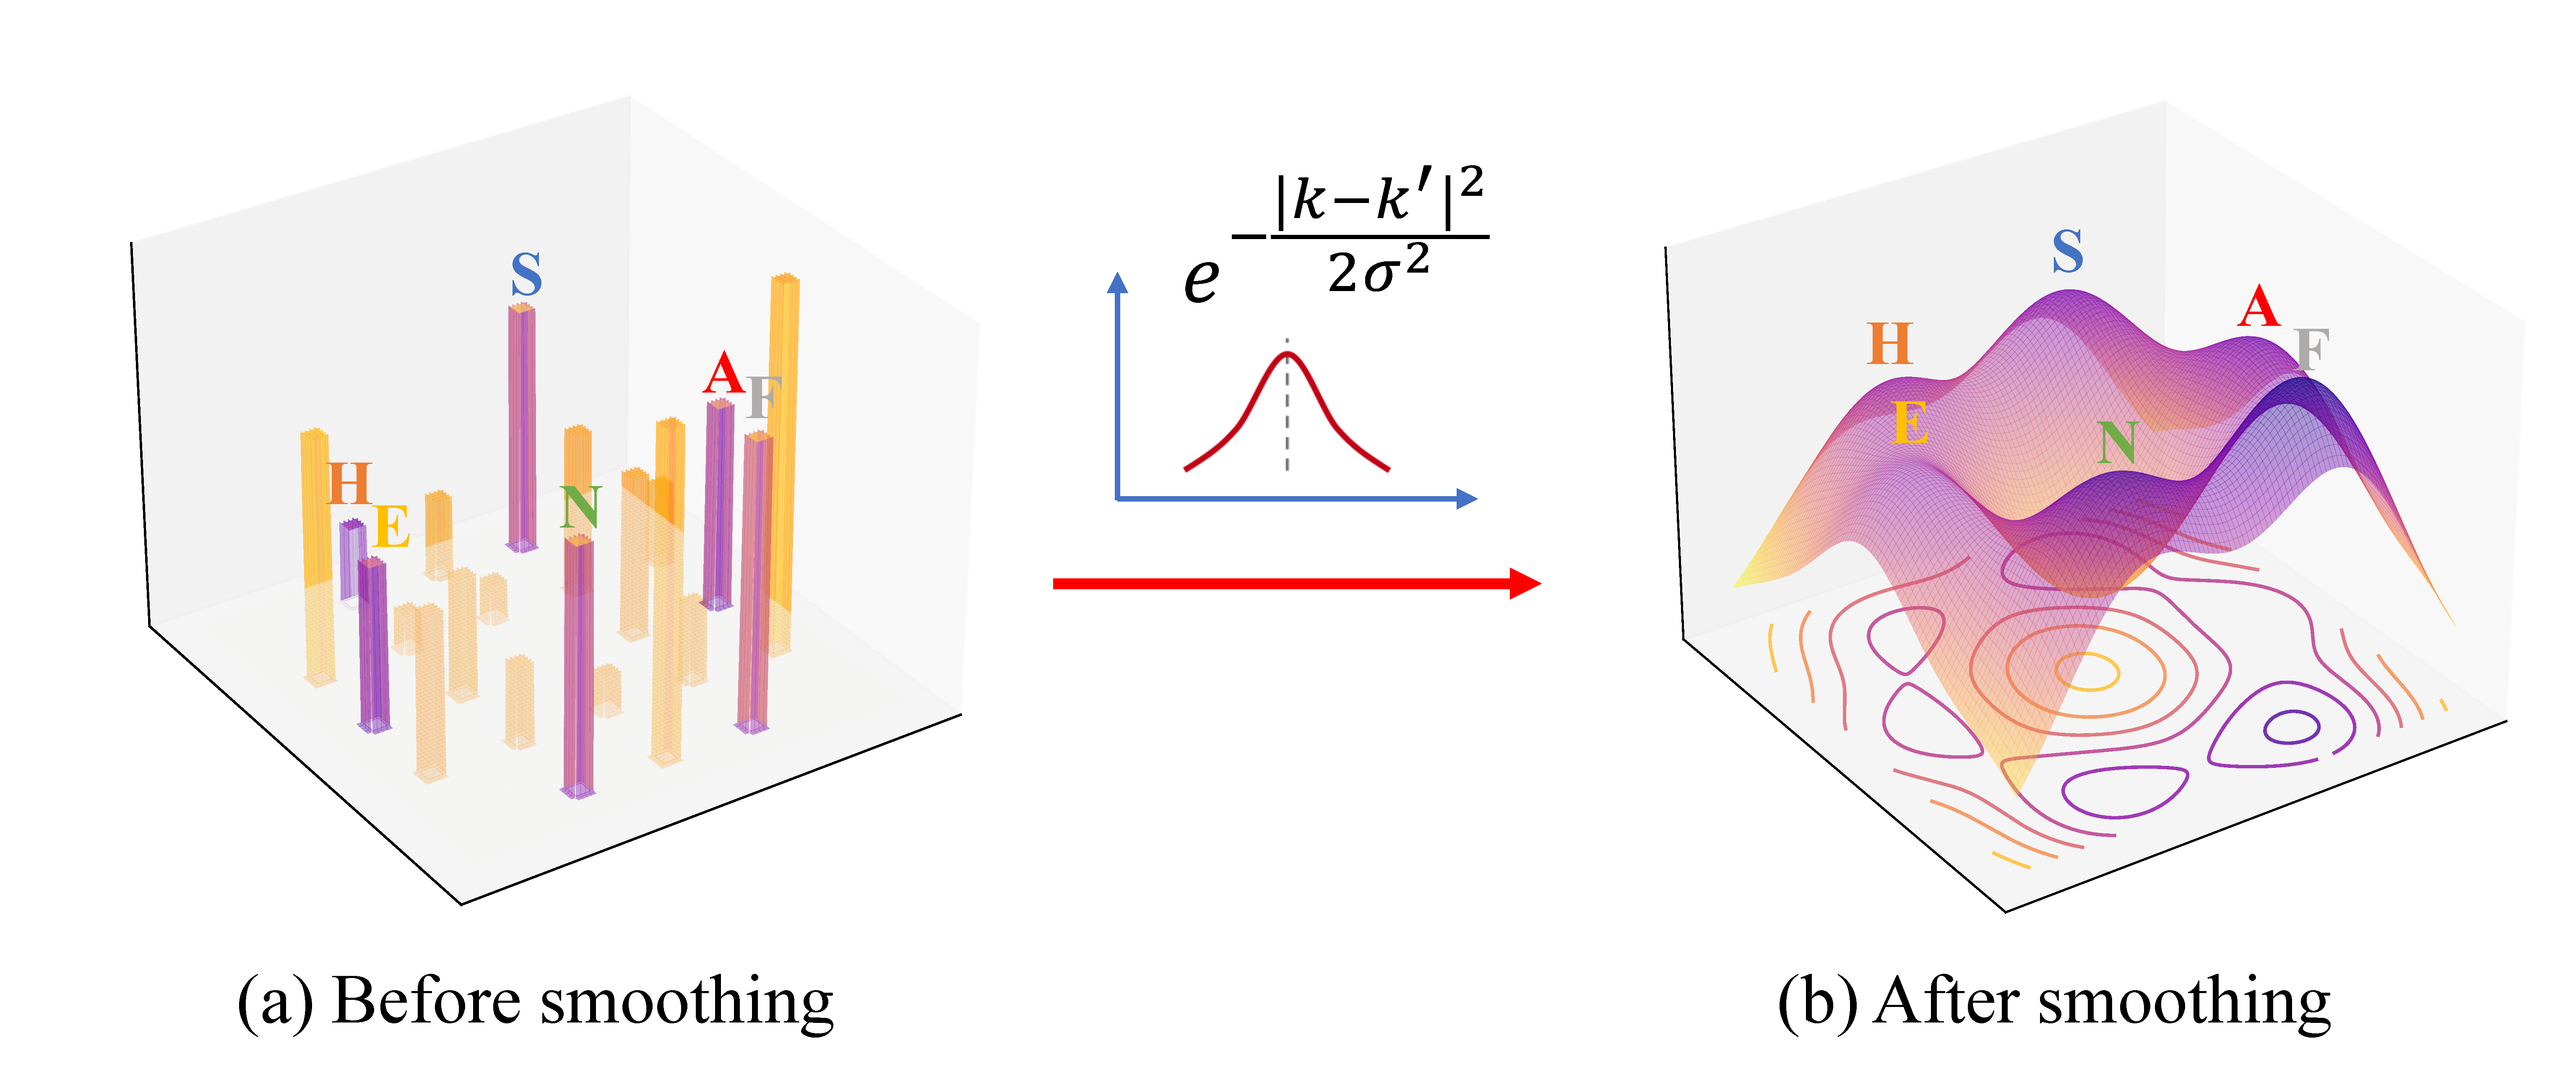 S
A F
H
E
N
e^{-\frac{|k-k'|^2}{2\sigma^2}}
S
A
H F
E N
(a) Before smoothing
(b) After smoothing